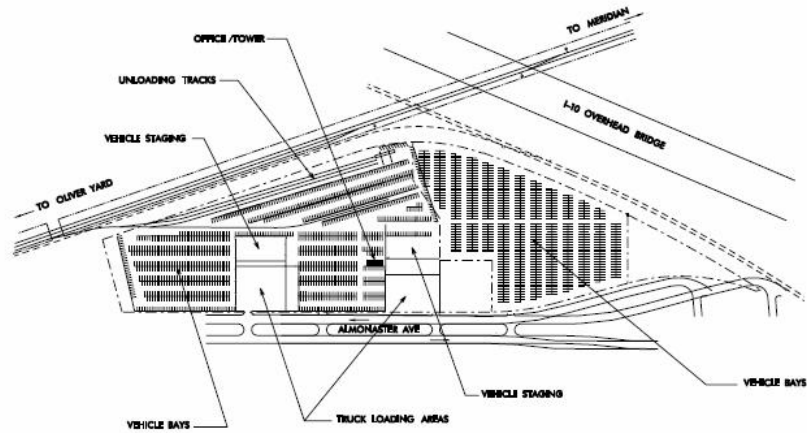 TO MERIDIAN
OFFICE/TOWER
UNLOADING TRACKS
I-10 OVERHEAD BRIDGE
VEHICLE STAGING
TO OLIVER YARD
ALMONASTER AVE
VEHICLE BAYS
VEHICLE STAGING
TRUCK LOADING AREAS
VEHICLE BAYS